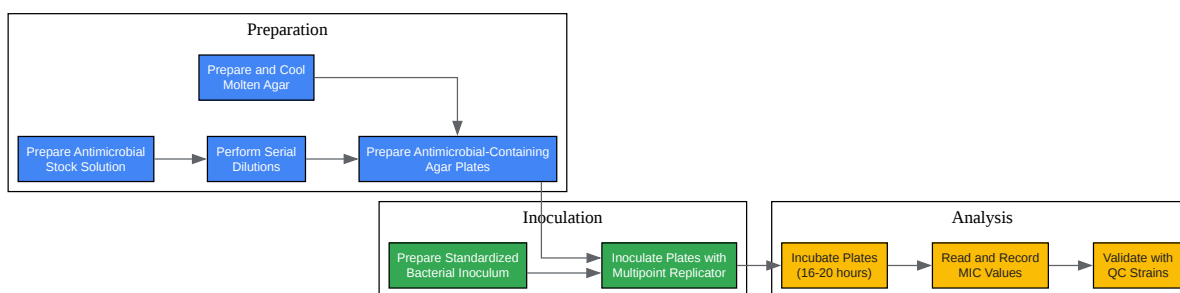 Preparation
Prepare and Cool
Molten Agar
Prepare Antimicrobial
Stock Solution
Perform Serial
Dilutions
Prepare Antimicrobial-Containing
Agar Plates
Inoculation
Prepare Standardized
Bacterial Inoculum
Inoculate Plates with
Multipoint Replicator
Analysis
Incubate Plates
(16-20 hours)
Read and Record
MIC Values
Validate with
QC Strains